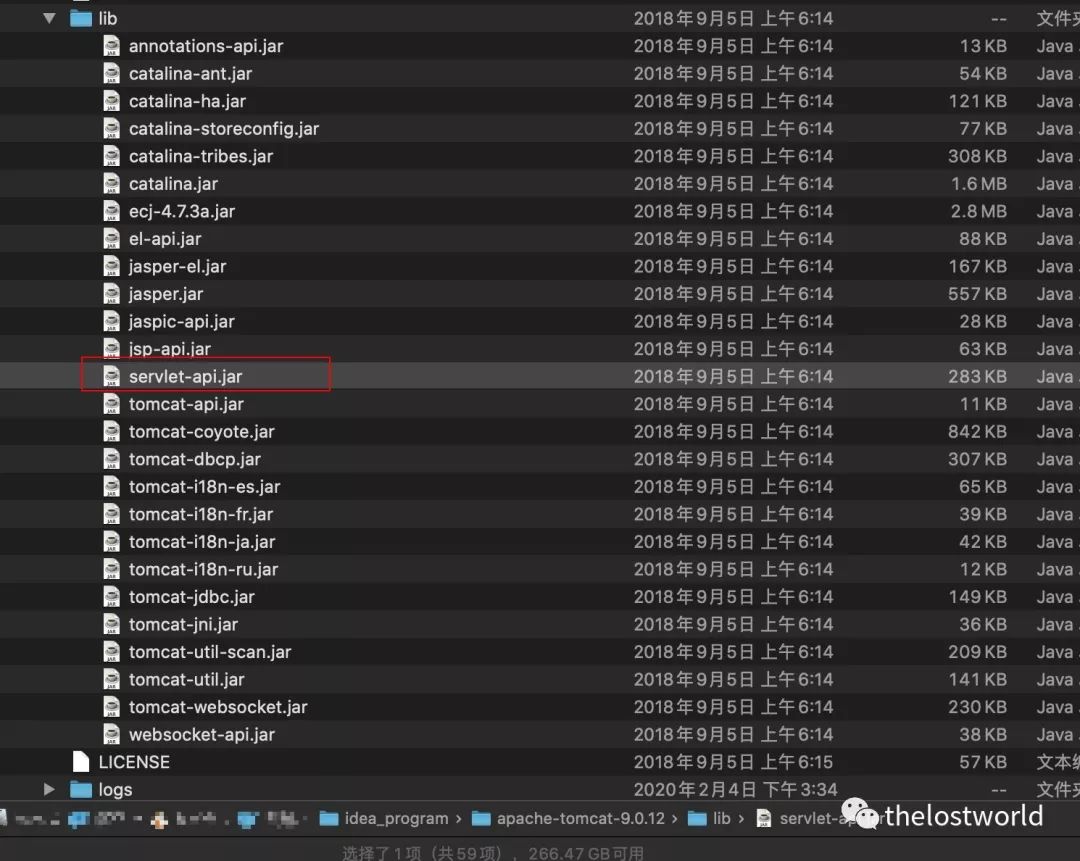 lib 2018年9月5日 上午6:14 -- 文件夹
annotations-api.jar 2018年9月5日 上午6:14 13 KB Java
catalina-ant.jar 2018年9月5日 上午6:14 54 KB Java
catalina-ha.jar 2018年9月5日 上午6:14 121 KB Java
catalina-storeconfig.jar 2018年9月5日 上午6:14 77 KB Java
catalina-tribes.jar 2018年9月5日 上午6:14 308 KB Java
catalina.jar 2018年9月5日 上午6:14 1.6 MB Java
ecj-4.7.3a.jar 2018年9月5日 上午6:14 2.8 MB Java
el-api.jar 2018年9月5日 上午6:14 88 KB Java
jasper-el.jar 2018年9月5日 上午6:14 167 KB Java
jasper.jar 2018年9月5日 上午6:14 557 KB Java
jaspic-api.jar 2018年9月5日 上午6:14 28 KB Java
jsp-api.jar 2018年9月5日 上午6:14 63 KB Java
servlet-api.jar 2018年9月5日 上午6:14 283 KB Java
tomcat-api.jar 2018年9月5日 上午6:14 11 KB Java
tomcat-coyote.jar 2018年9月5日 上午6:14 842 KB Java
tomcat-dbcp.jar 2018年9月5日 上午6:14 307 KB Java
tomcat-i18n-es.jar 2018年9月5日 上午6:14 65 KB Java
tomcat-i18n-fr.jar 2018年9月5日 上午6:14 39 KB Java
tomcat-i18n-ja.jar 2018年9月5日 上午6:14 42 KB Java
tomcat-i18n-ru.jar 2018年9月5日 上午6:14 12 KB Java
tomcat-jdbc.jar 2018年9月5日 上午6:14 149 KB Java
tomcat-jni.jar 2018年9月5日 上午6:14 36 KB Java
tomcat-util-scan.jar 2018年9月5日 上午6:14 209 KB Java
tomcat-util.jar 2018年9月5日 上午6:14 141 KB Java
tomcat-websocket.jar 2018年9月5日 上午6:14 230 KB Java
websocket-api.jar 2018年9月5日 上午6:14 38 KB Java
LICENSE 2018年9月5日 上午6:15 57 KB 文本编
logs 2020年2月4日 下午3:34 -- 文件夹
idea_program › apache-tomcat-9.0.12 › lib › thelostworld
选择了 1 项（共 59 项），266.47 GB 可用